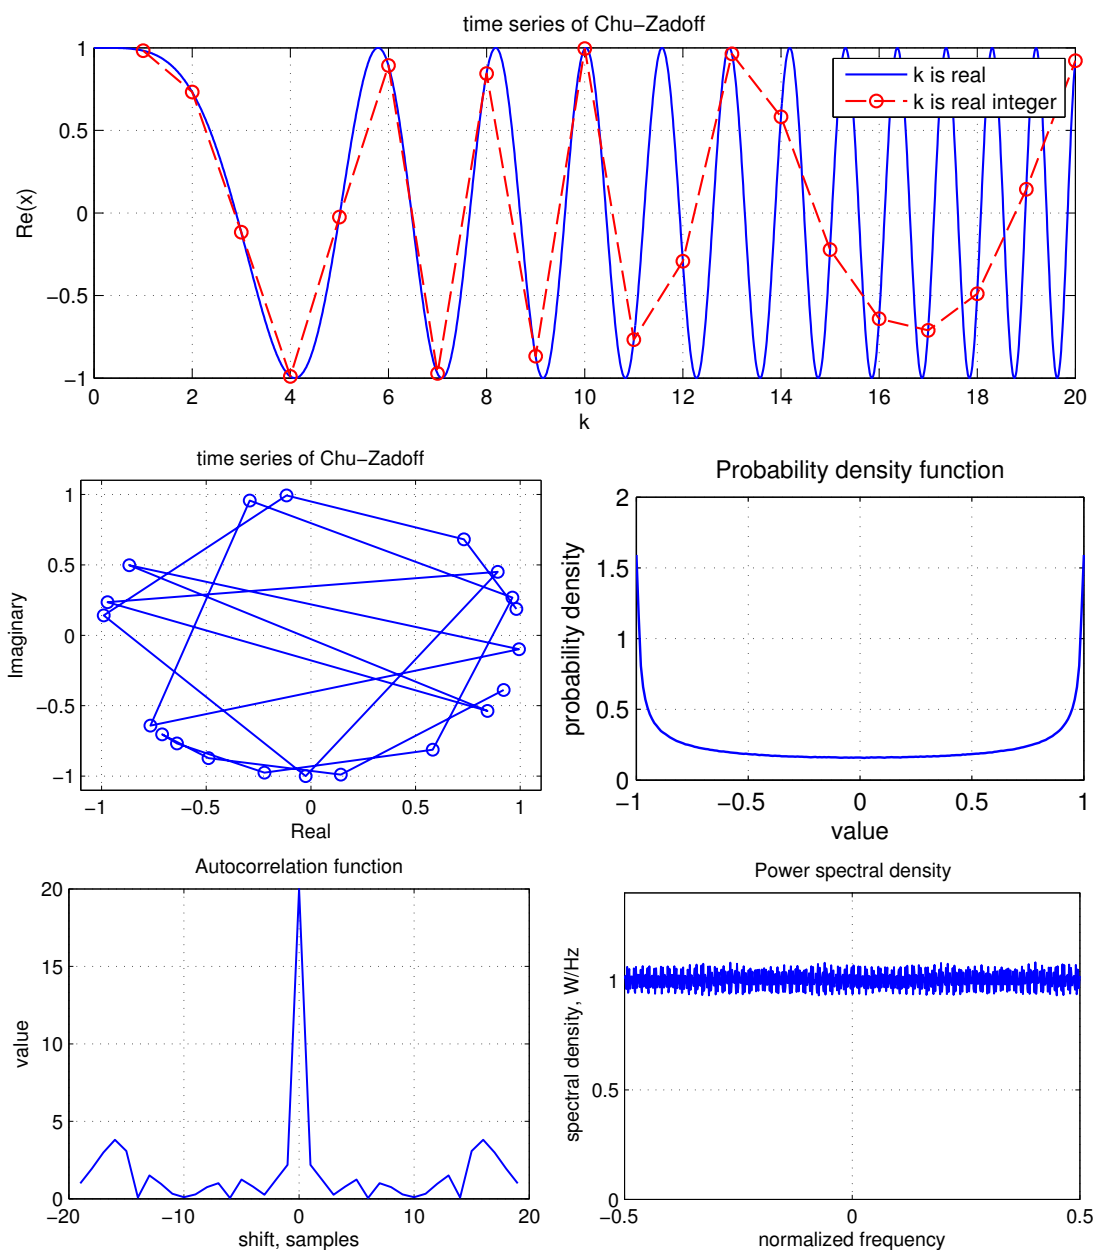 time series of Chu−Zadoff
1
0.5
0
−0.5
−1
Re(x)
k is real
k is real integer
0 2 4 6 8 10 12 14 16 18 20
k
time series of Chu−Zadoff
1
0.5
0
−0.5
−1
Imaginary
−1 −0.5 0 0.5 1
Real
Probability density function
2
1.5
1
0.5
0
probability density
−1 −0.5 0 0.5 1
value
Autocorrelation function
20
15
10
5
0
value
−20 −10 0 10 20
shift, samples
Power spectral density
1
0.5
0
spectral density, W/Hz
−0.5 0 0.5
normalized frequency